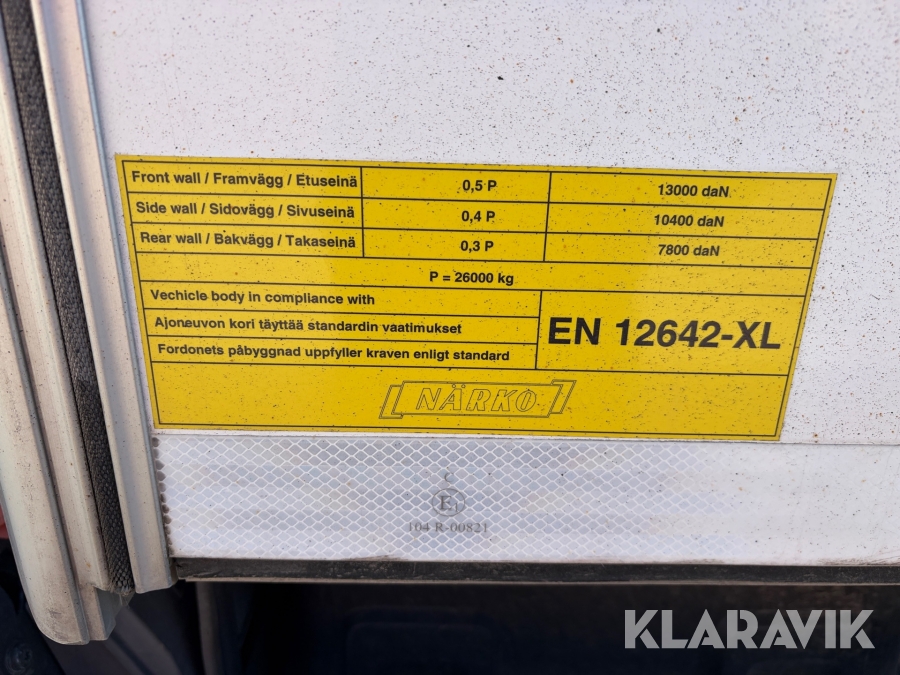 Front wall / Framvägg / Etuseinä 0,5 P 13000 daN
Side wall / Sidovägg / Sivuseinä 0,4 P 10400 daN
Rear wall / Bakvägg / Takaseinä 0,3 P 7800 daN
P = 26000 kg
Vechicle body in compliance with
Ajoneuvon kori täyttää standardin vaatimukset
Fordonets påbyggnad uppfyller kraven enligt standard
EN 12642-XL
NÄRKO
C
E1
104 R-00821
KLARAVIK